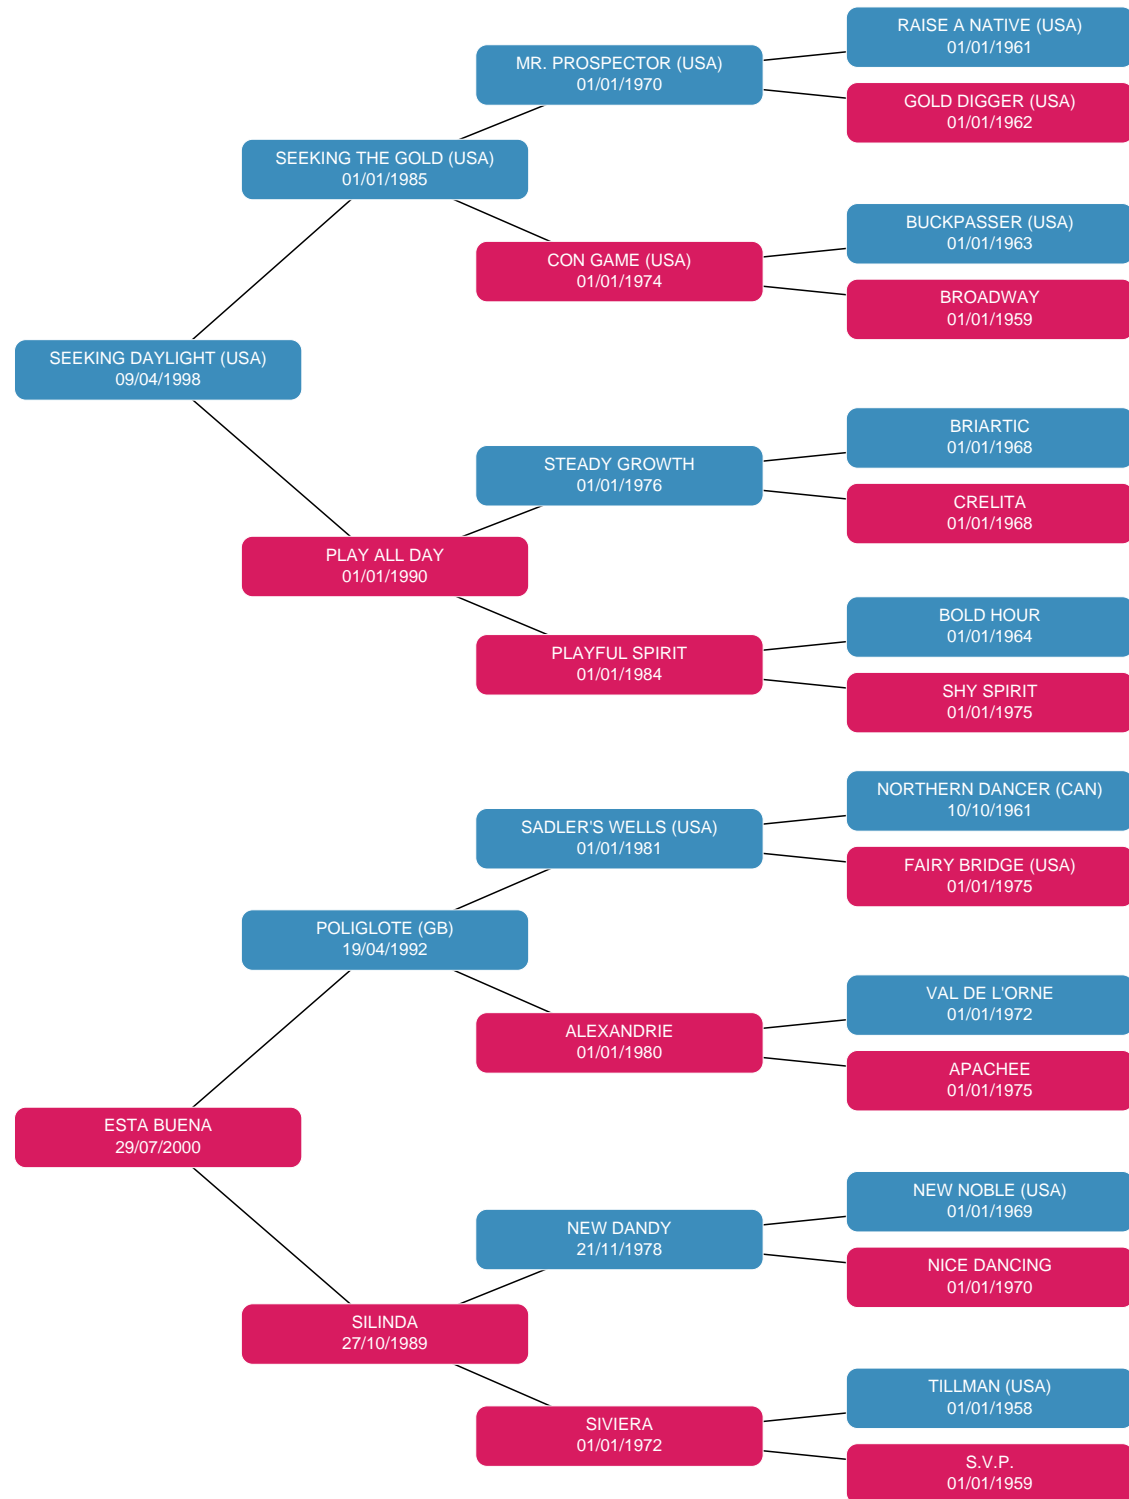 RAISE A NATIVE (USA)
01/01/1961
MR. PROSPECTOR (USA)
01/01/1970
GOLD DIGGER (USA)
01/01/1962
SEEKING THE GOLD (USA)
01/01/1985
BUCKPASSER (USA)
01/01/1963
CON GAME (USA)
01/01/1974
BROADWAY
01/01/1959
SEEKING DAYLIGHT (USA)
09/04/1998
BRIARTIC
01/01/1968
STEADY GROWTH
01/01/1976
CRELITA
01/01/1968
PLAY ALL DAY
01/01/1990
BOLD HOUR
01/01/1964
PLAYFUL SPIRIT
01/01/1984
SHY SPIRIT
01/01/1975
NORTHERN DANCER (CAN)
10/10/1961
SADLER'S WELLS (USA)
01/01/1981
FAIRY BRIDGE (USA)
01/01/1975
POLIGLOTE (GB)
19/04/1992
VAL DE L'ORNE
01/01/1972
ALEXANDRIE
01/01/1980
APACHEE
01/01/1975
ESTA BUENA
29/07/2000
NEW NOBLE (USA)
01/01/1969
NEW DANDY
21/11/1978
NICE DANCING
01/01/1970
SILINDA
27/10/1989
TILLMAN (USA)
01/01/1958
SIVIERA
01/01/1972
S.V.P.
01/01/1959